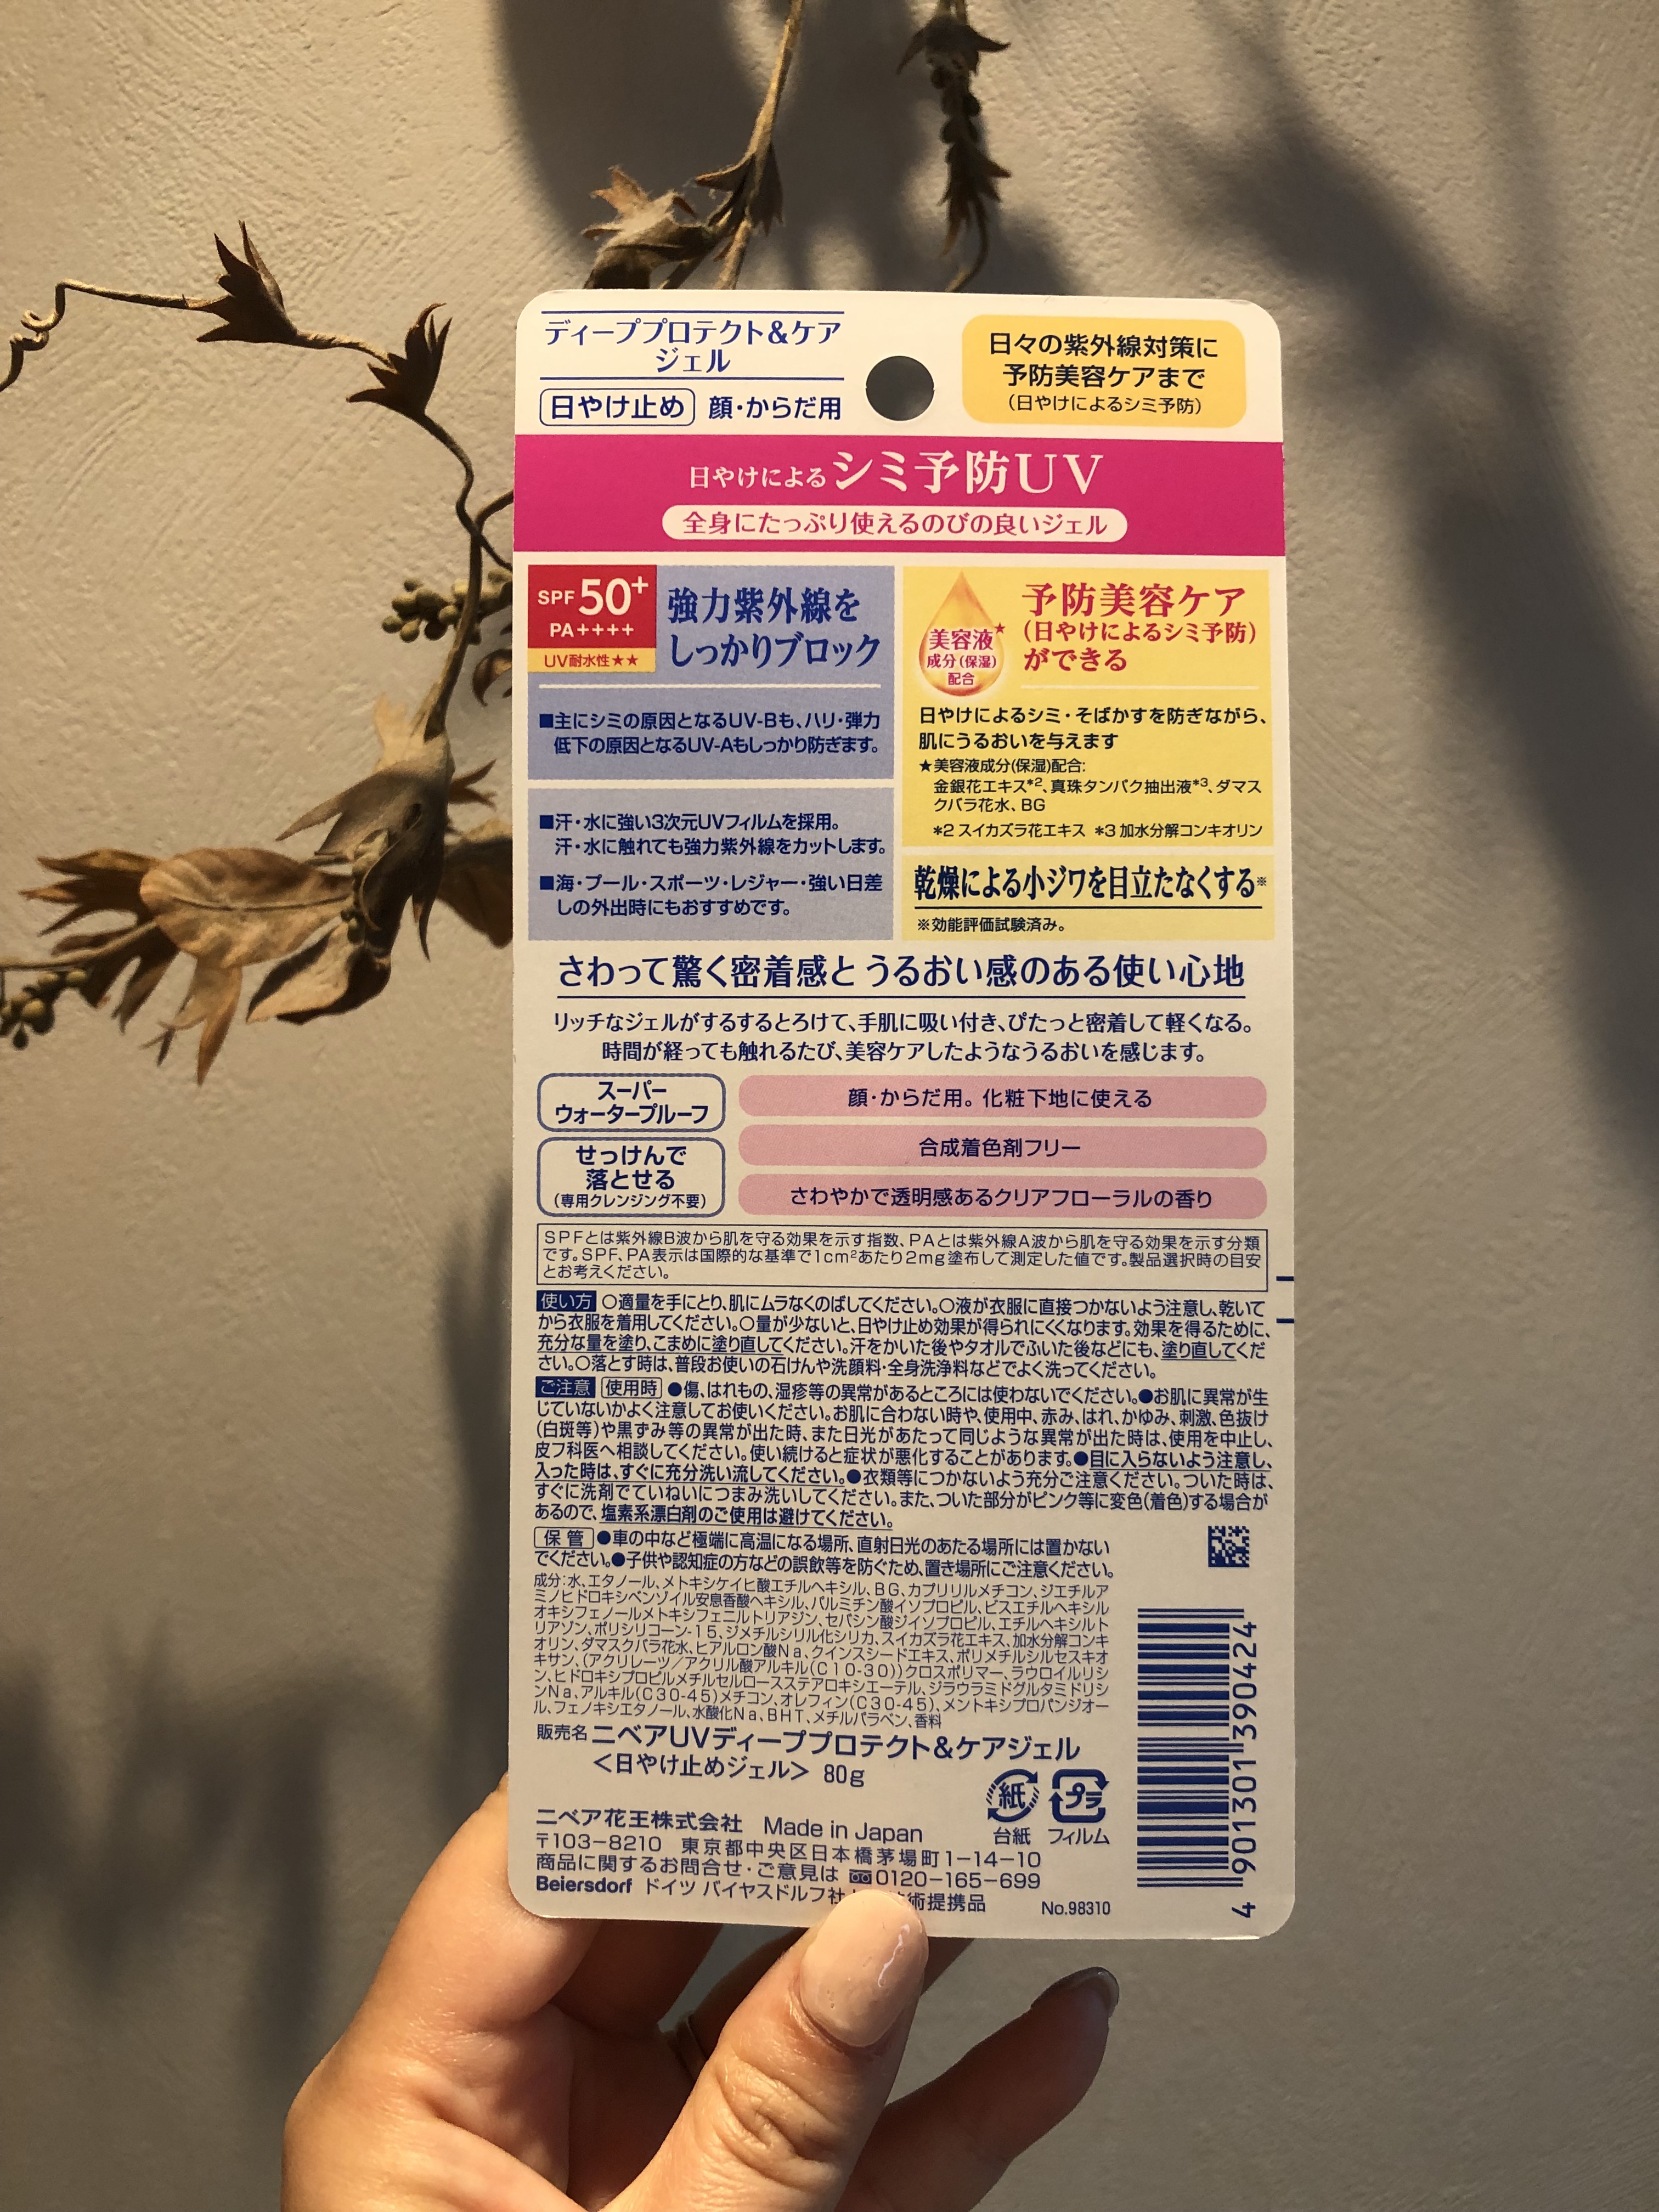 ディーププロテクト&ケア
ジェル
日やけ止め 顔・からだ用
日々の紫外線対策に
予防美容ケアまで
(日やけによるシミ予防)
日やけによるシミ予防UV
全身にたっぷり使えるのびの良いジェル
SPF50+
PA++++
UV耐水性★★
強力紫外線を
しっかりブロック
■主にシミの原因となるUV-Bも、ハリ・弾力
低下の原因となるUV-Aもしっかり防ぎます。
■汗・水に強い3次元UVフィルムを採用。
汗・水に触れても強力紫外線をカットします。
■海・プール・スポーツ・レジャー・強い日差
しの外出時にもおすすめです。
美容液★
成分(保湿)
配合
予防美容ケア
(日やけによるシミ予防)
ができる
日やけによるシミ・そばかすを防ぎながら、
肌にうるおいを与えます
★美容液成分(保湿)配合:
金銀花エキス*2、真珠タンパク抽出液*3、ダマス
クバラ花水、BG
*2 スイカズラ花エキス *3 加水分解コンキオリン
乾燥による小ジワを目立たなくする※
※効能評価試験済み。
さわって驚く密着感と うるおい感のある使い心地
リッチなジェルがするするとろけて、手肌に吸い付き、ぴたっと密着して軽くなる。
時間が経っても触れるたび、美容ケアしたようなうるおいを感じます。
スーパー
ウォータープルーフ
せっけんで
落とせる
(専用クレンジング不要)
顔・からだ用。化粧下地に使える
合成着色剤フリー
さわやかで透明感あるクリアフローラルの香り
SPFとは紫外線B波から肌を守る効果を示す指数、PAとは紫外線A波から肌を守る効果を示す分類
です。SPF、PA表示は国際的な基準で1cm²あたり2mg塗布して測定した値です。製品選択時の目安
とお考えください。
使い方 ○適量を手にとり、肌にムラなくのばしてください。○液が衣服に直接つかないよう注意し、乾いて
から衣服を着用してください。○量が少ないと、日やけ止め効果が得られにくくなります。効果を得るために、
充分な量を塗り、こまめに塗り直してください。汗をかいた後やタオルでふいた後などにも、塗り直してくだ
さい。○落とす時は、普段お使いの石けんや洗顔料・全身洗浄料などでよく洗ってください。
ご注意 使用時 ●傷、はれもの、湿疹等の異常があるところには使わないでください。●お肌に異常が生
じていないかよく注意してお使いください。お肌に合わない時や、使用中、赤み、はれ、かゆみ、刺激、色抜け
(白斑等)や黒ずみ等の異常が出た時、また日光があたって同じような異常が出た時は、使用を中止し、
皮フ科医へ相談してください。使い続けると症状が悪化することがあります。●目に入らないよう注意し、
入った時は、すぐに充分洗い流してください。●衣類等につかないよう充分ご注意ください。ついた時は、
すぐに洗剤でていねいにつまみ洗いしてください。また、ついた部分がピンク等に変色(着色)する場合が
あるので、塩素系漂白剤のご使用は避けてください。
保管 ●車の中など極端に高温になる場所、直射日光のあたる場所には置かない
でください。●子供や認知症の方などの誤飲等を防ぐため、置き場所にご注意ください。
成分:水、エタノール、メトキシケイヒ酸エチルヘキシル、BG、カプリリルメチコン、ジエチルア
ミノヒドロキシベンゾイル安息香酸ヘキシル、パルミチン酸イソプロピル、ビスエチルヘキシル
オキシフェノールメトキシフェニルトリアジン、セバシン酸ジイソプロピル、エチルヘキシルト
リアゾン、ポリシリコーン-15、ジメチルシリル化シリカ、スイカズラ花エキス、加水分解コンキ
オリン、ダマスクバラ花水、ヒアルロン酸Na、クインスシードエキス、ポリメチルシルセスキオ
キサン、(アクリレーツ/アクリル酸アルキル(C10-30))クロスポリマー、ラウロイルリシ
ン、ヒドロキシプロピルメチルセルロースステアロキシエーテル、ジラウラミドグルタミドリシ
ンNa、アルキル(C30-45)メチコン、オレフィン(C30-45)、メントキシプロパンジオー
ル、フェノキシエタノール、水酸化Na、BHT、メチルパラベン、香料
販売名 ニベアUVディーププロテクト&ケアジェル
<日やけ止めジェル> 80g
紙
台紙
プラ
フィルム
ニベア花王株式会社 Made in Japan
〒103-8210 東京都中央区日本橋茅場町1-14-10
商品に関するお問合せ・ご意見は 0120-165-699
Beiersdorf ドイツ バイヤスドルフ社 術提携品
No.98310
4 901301 390424